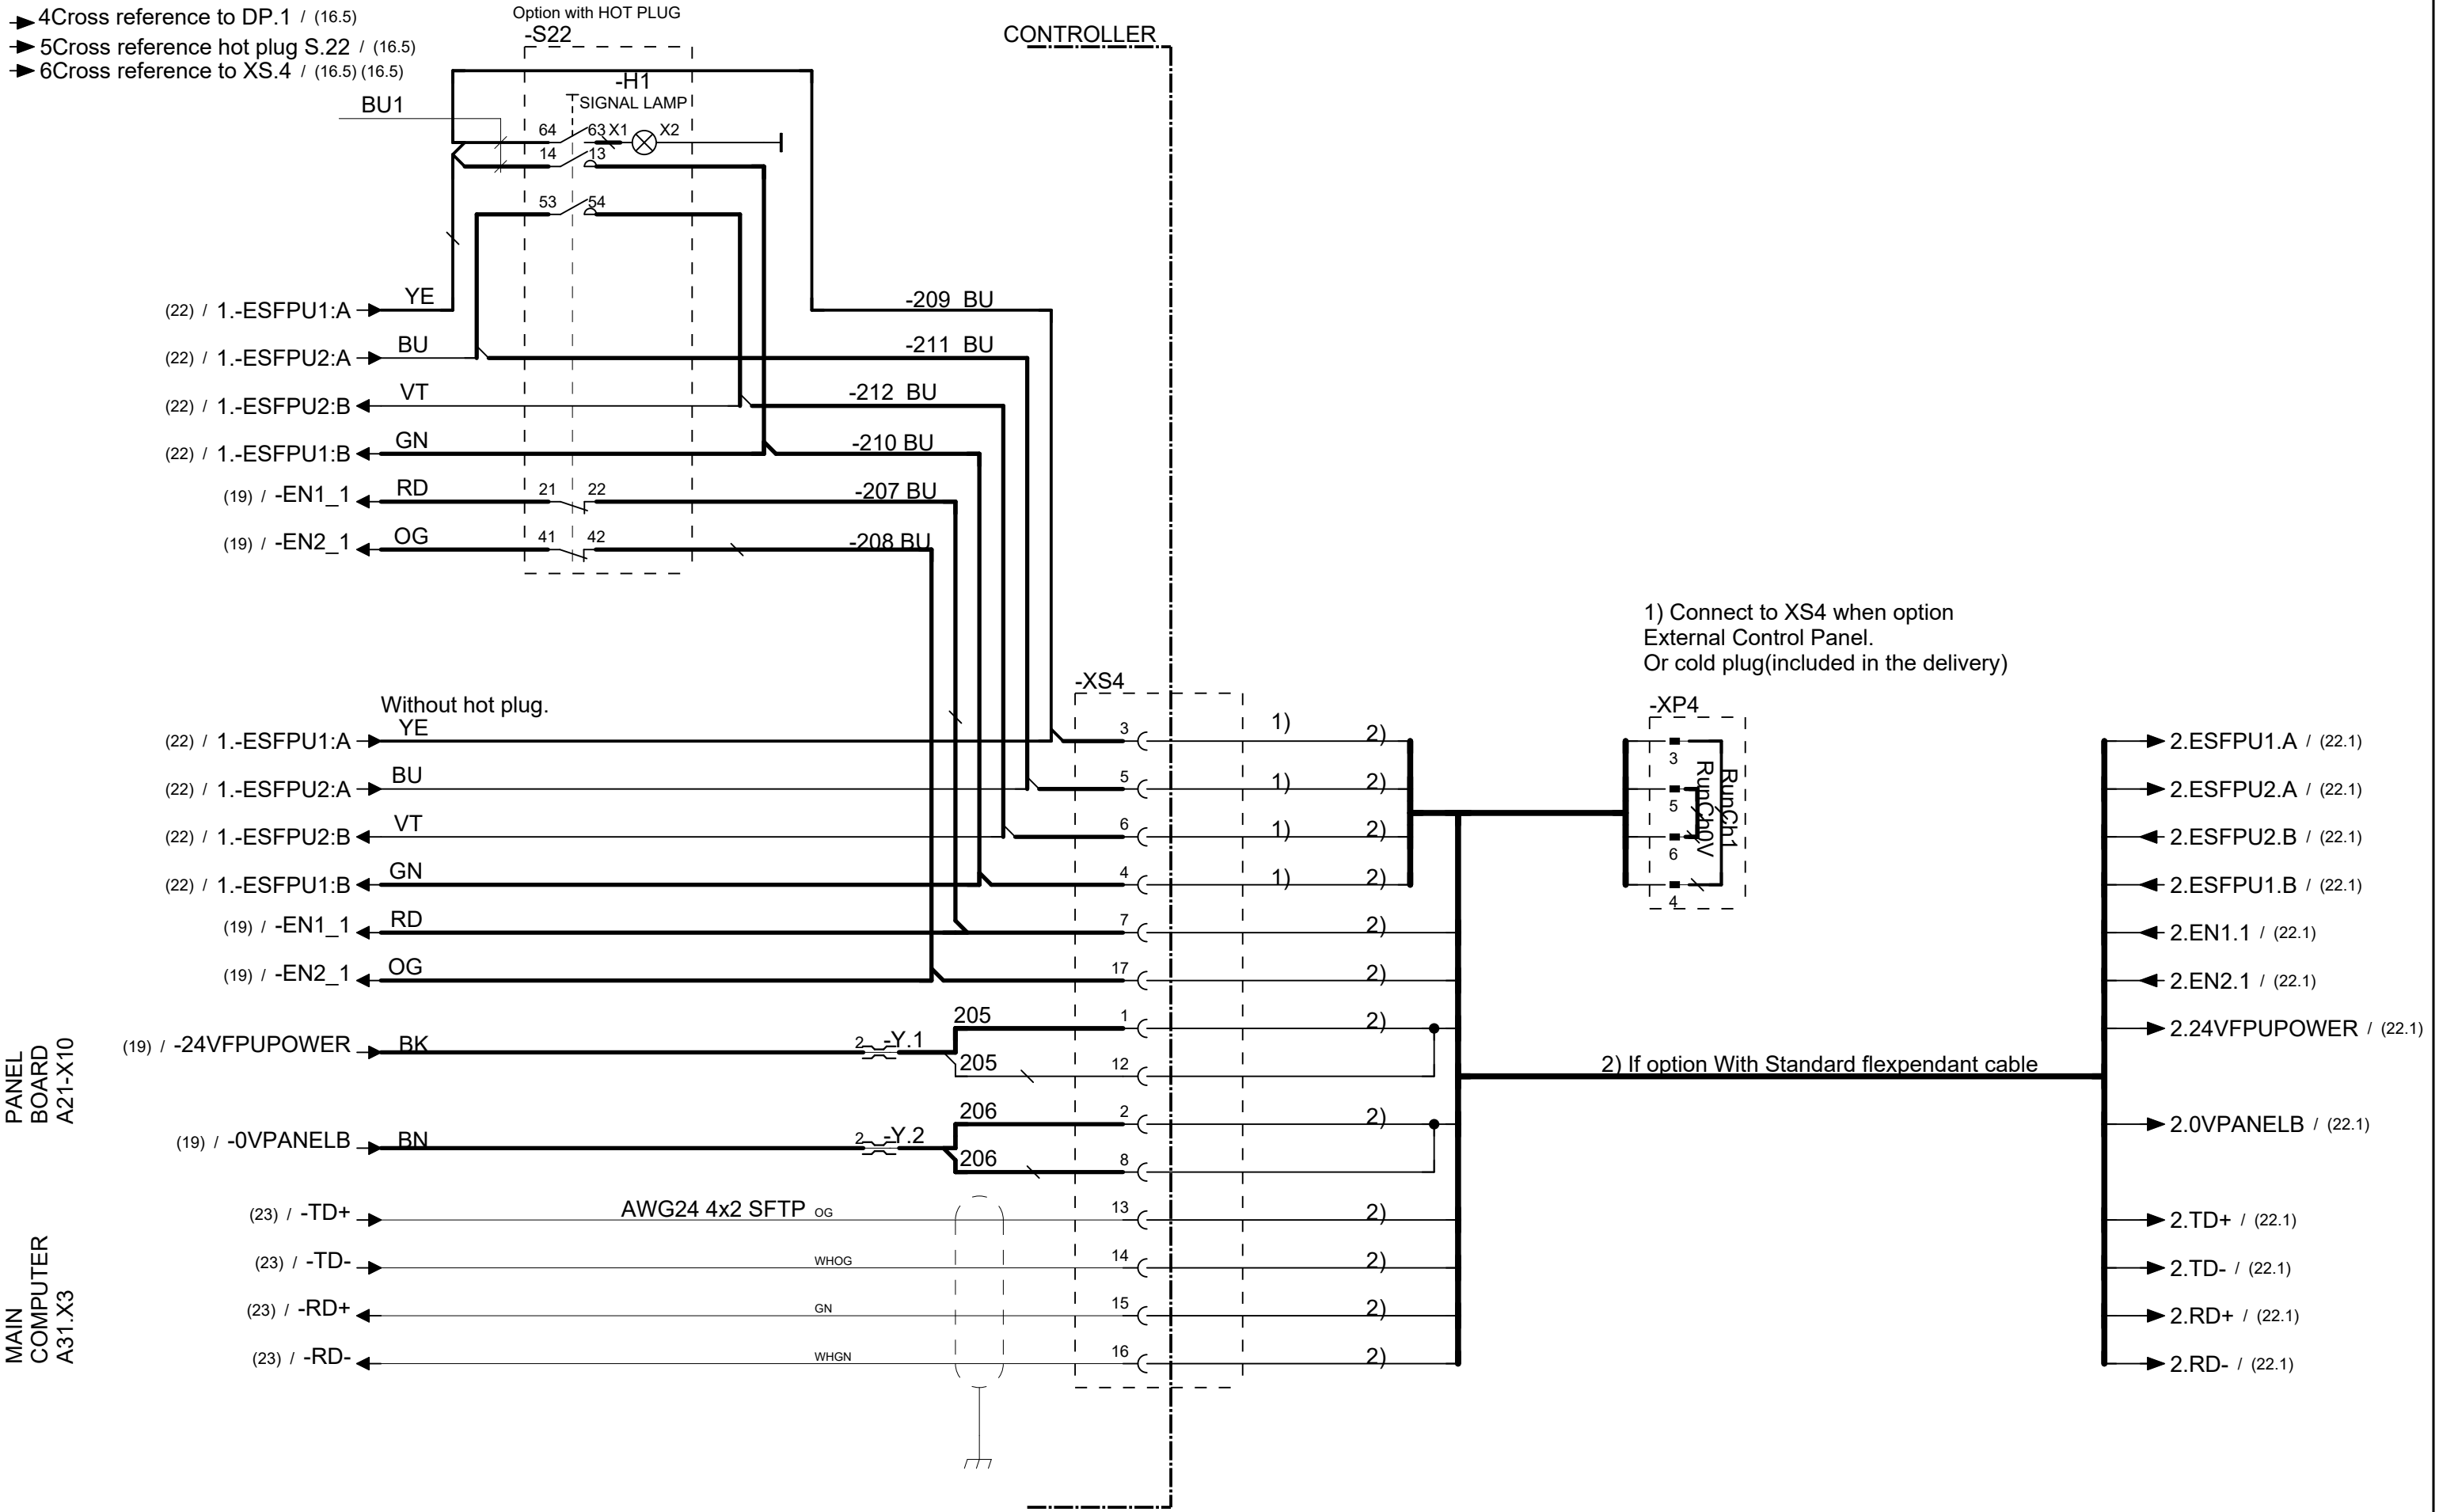 4Cross reference to DP.1 / (16.5)
5Cross reference hot plug S.22 / (16.5)
6Cross reference to XS.4 / (16.5) (16.5)
Option with HOT PLUG
-S22
CONTROLLER
-H1
SIGNAL LAMP
BU1
64 63 X1 X2
14 13
53 54
(22) / 1.-ESFPU1:A YE -209 BU
(22) / 1.-ESFPU2:A BU -211 BU
(22) / 1.-ESFPU2:B VT -212 BU
(22) / 1.-ESFPU1:B GN -210 BU
(19) / -EN1_1 RD 21 22 -207 BU
(19) / -EN2_1 OG 41 42 -208 BU
1) Connect to XS4 when option
External Control Panel.
Or cold plug(included in the delivery)
-XS4
-XP4
Without hot plug.
(22) / 1.-ESFPU1:A YE 3 1) 2) 3 2.ESFPU1.A / (22.1)
(22) / 1.-ESFPU2:A BU 5 1) 2) 5 2.ESFPU2.A / (22.1)
(22) / 1.-ESFPU2:B VT 6 1) 2) 6 2.ESFPU2.B / (22.1)
(22) / 1.-ESFPU1:B GN 4 1) 2) 4 2.ESFPU1.B / (22.1)
RunCh0V
RunCh1
(19) / -EN1_1 RD 7 2) 2.EN1.1 / (22.1)
(19) / -EN2_1 OG 17 2) 2.EN2.1 / (22.1)
205 1 2) 2.24VFPUPOWER / (22.1)
(19) / -24VFPUPOWER BK 2 -Y.1
205 12
2) If option With Standard flexpendant cable
206 2 2) 2.0VPANELB / (22.1)
(19) / -0VPANELB BN 2 -Y.2
206 8
PANEL
BOARD
A21-X10
(23) / -TD+ AWG24 4x2 SFTP OG 13 2) 2.TD+ / (22.1)
(23) / -TD- WHOG 14 2) 2.TD- / (22.1)
(23) / -RD+ GN 15 2) 2.RD+ / (22.1)
(23) / -RD- WHGN 16 2) 2.RD- / (22.1)
MAIN
COMPUTER
A31.X3